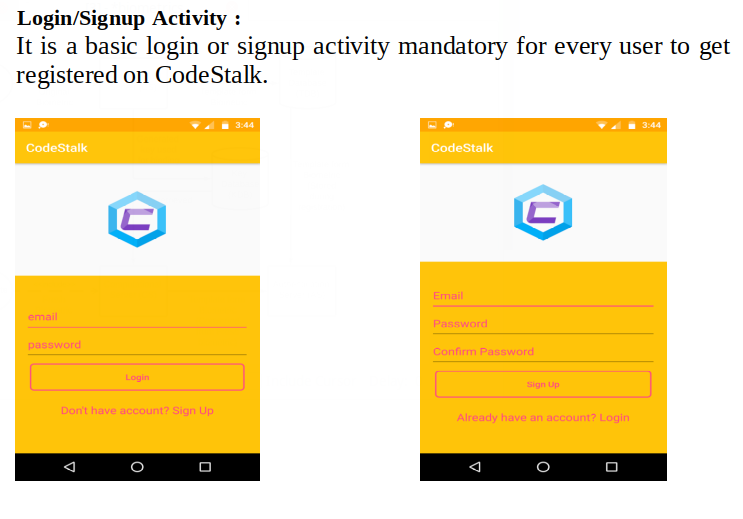 Login/Signup Activity :
It is a basic login or signup activity mandatory for every user to get
registered on CodeStalk.
3:44
CodeStalk
email
password
Login
Don't have account? Sign Up
3:44
CodeStalk
Email
Password
Confirm Password
Sign Up
Already have an account? Login